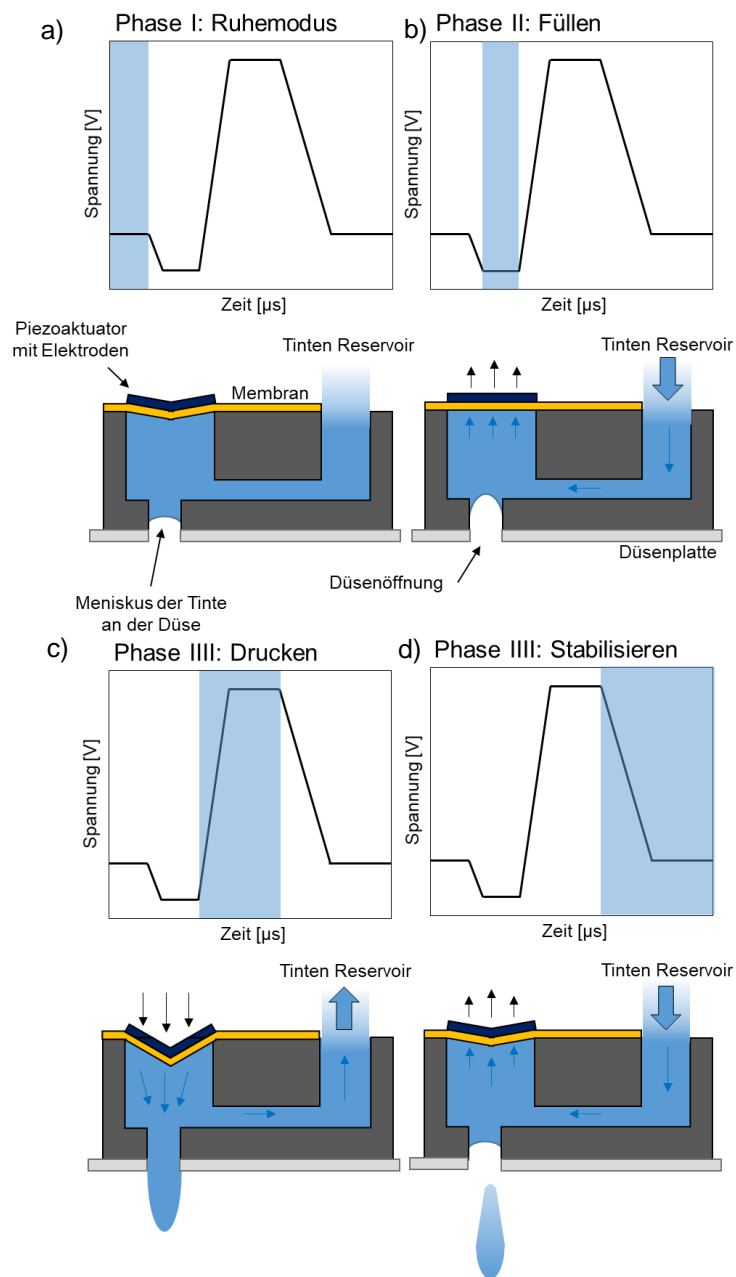 a)
Phase I: Ruhemodus
Spannung [V]
Zeit [µs]
b)
Phase II: Füllen
Spannung [V]
Zeit [µs]
Piezoaktuator
mit Elektroden
Membran
Tinten Reservoir
Meniskus der Tinte
an der Düse
Tinten Reservoir
Düsenöffnung
Düsenplatte
c)
Phase IIII: Drucken
Spannung [V]
Zeit [µs]
d)
Phase IIII: Stabilisieren
Spannung [V]
Zeit [µs]
Tinten Reservoir
Tinten Reservoir